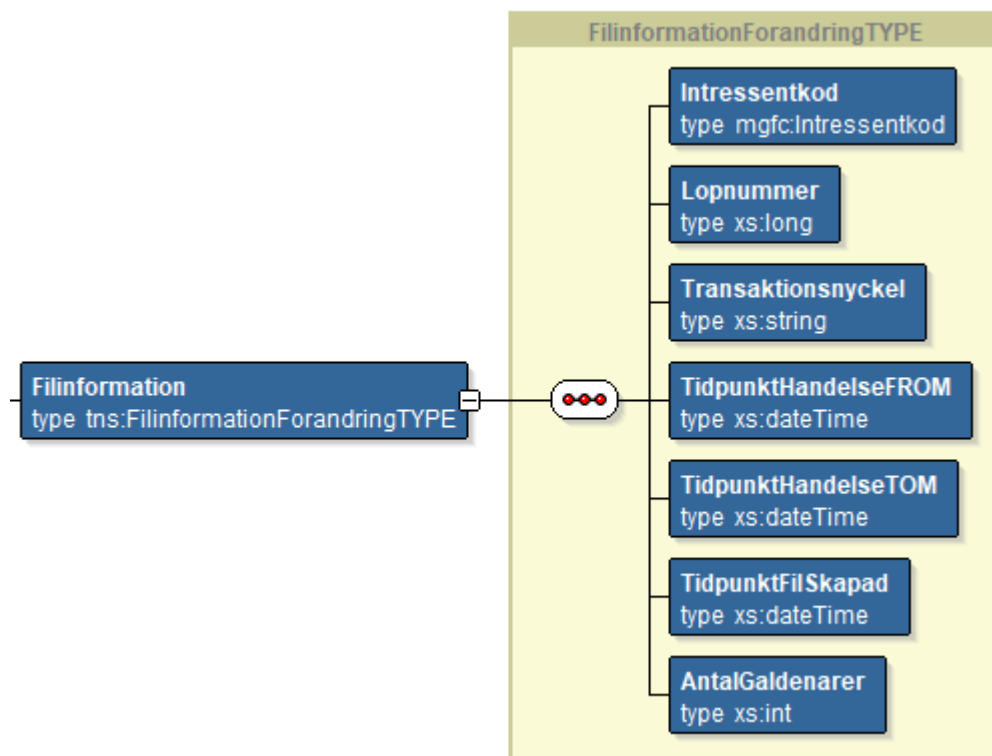 FilinformationForandringTYPE
Intressentkod
type mgfc:Intressentkod
Lopnummer
type xs:long
Transaktionsnyckel
type xs:string
Filinformation
type tns:FilinformationForandringTYPE
TidpunktHandelseFROM
type xs:dateTime
TidpunktHandelseTOM
type xs:dateTime
TidpunktFilSkapad
type xs:dateTime
AntalGaldenarer
type xs:int